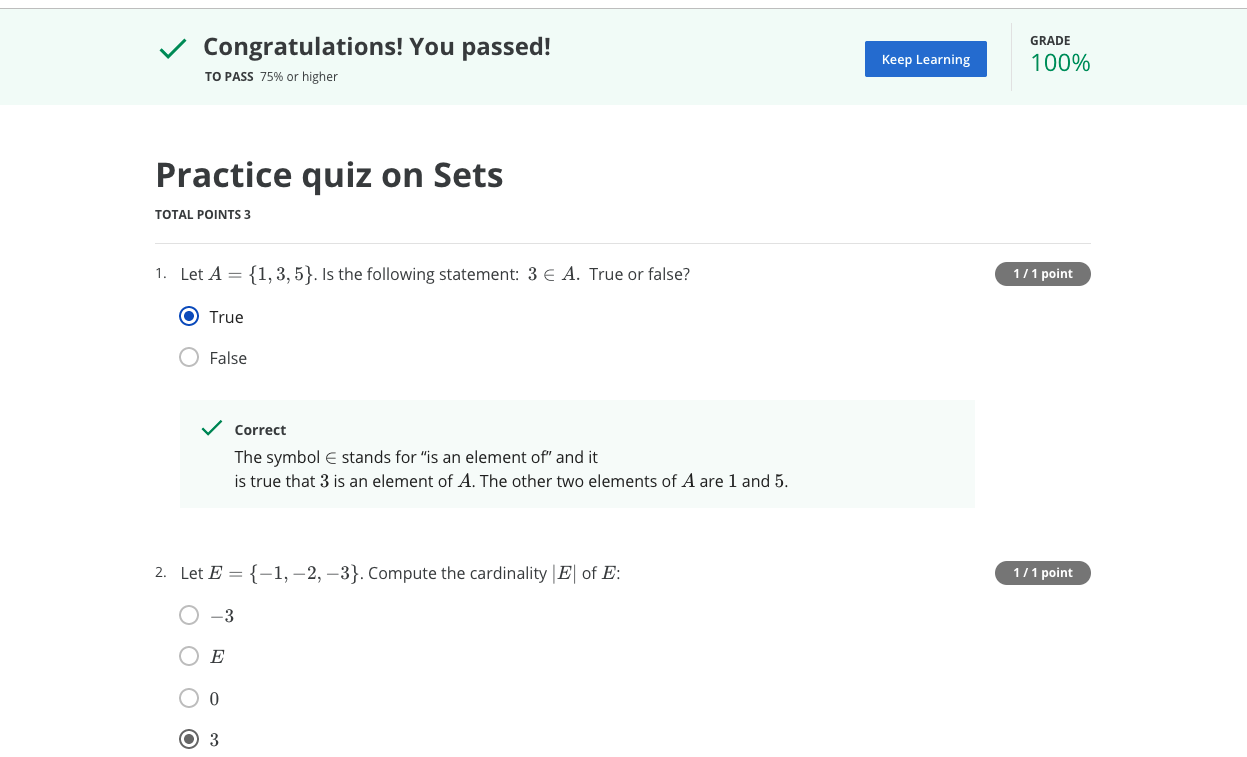 Congratulations! You passed!
TO PASS 75% or higher
Keep Learning
GRADE
100%
Practice quiz on Sets
TOTAL POINTS 3
1. Let A = {1, 3, 5}. Is the following statement: 3 ∈ A. True or false?
1 / 1 point
True
False
Correct
The symbol ∈ stands for “is an element of” and it
is true that 3 is an element of A. The other two elements of A are 1 and 5.
2. Let E = {−1, −2, −3}. Compute the cardinality |E| of E:
1 / 1 point
−3
E
0
3